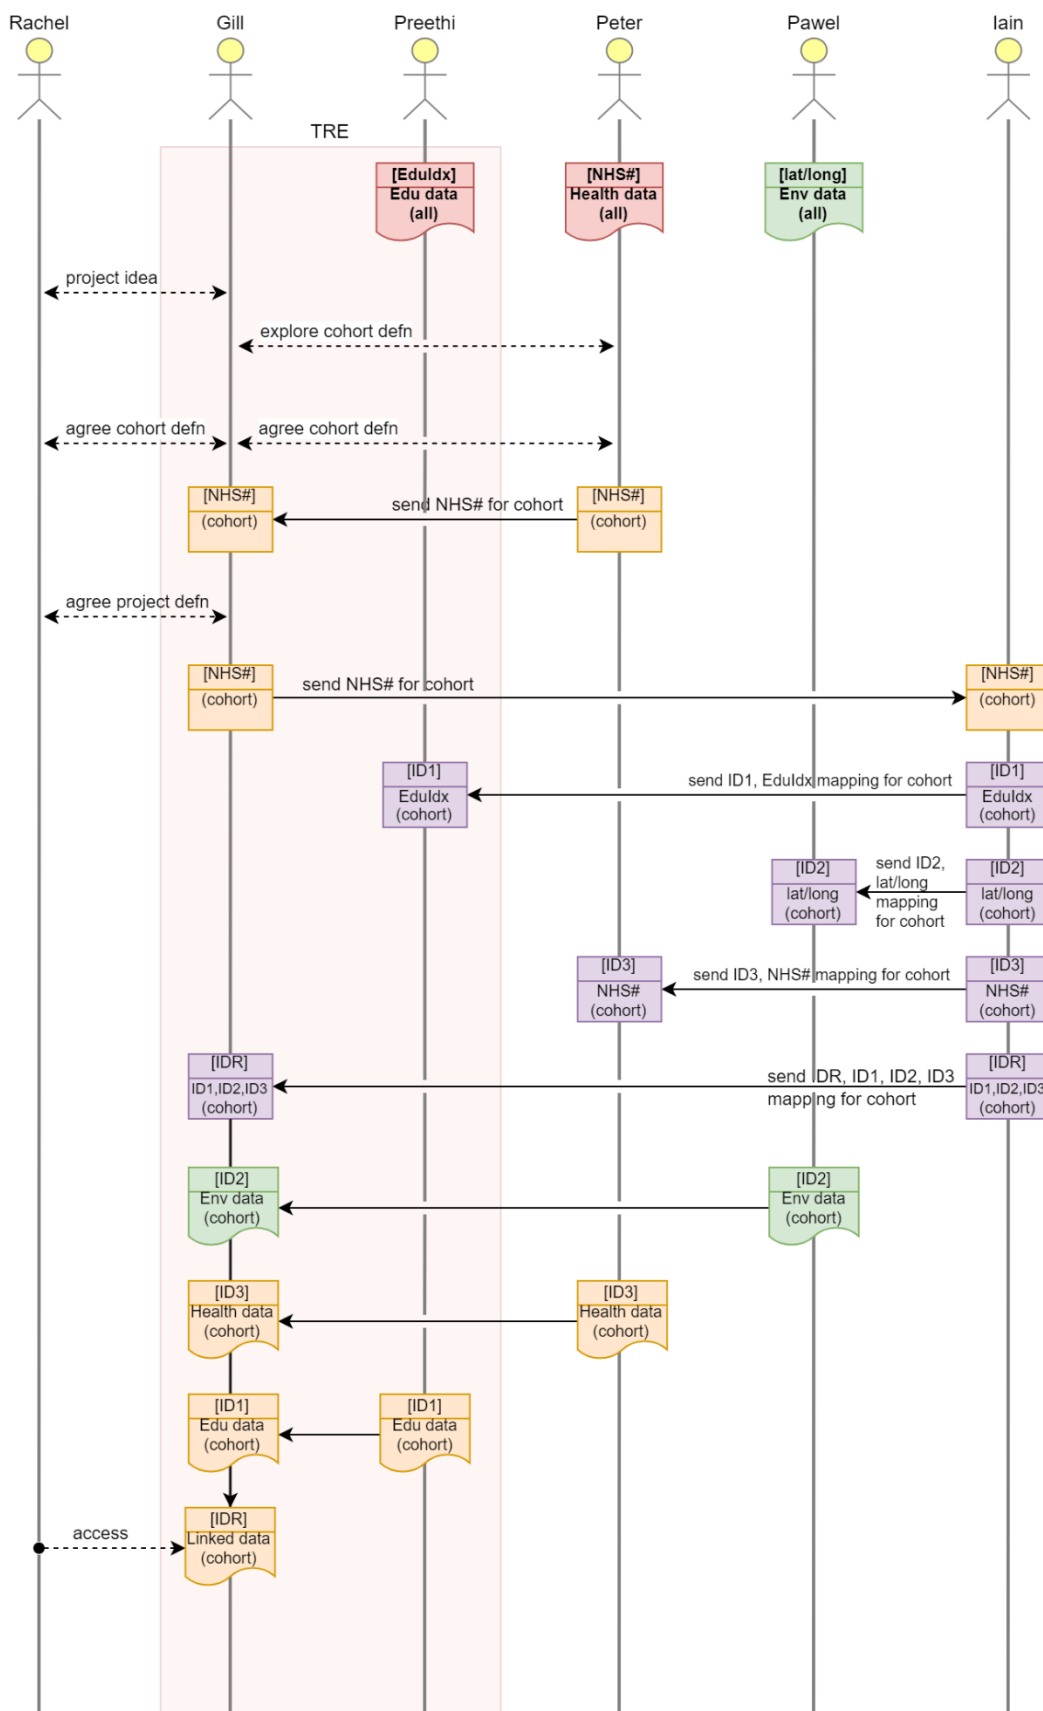 Rachel
Gill
Preethi
Peter
Pawel
Iain
TRE
[EduIdx]
Edu data
(all)
[NHS#]
Health data
(all)
[lat/long]
Env data
(all)
project idea
explore cohort defn
agree cohort defn
agree cohort defn
[NHS#]
(cohort)
send NHS# for cohort
[NHS#]
(cohort)
agree project defn
[NHS#]
(cohort)
send NHS# for cohort
[NHS#]
(cohort)
[ID1]
EduIdx
(cohort)
send ID1, EduIdx mapping for cohort
[ID1]
EduIdx
(cohort)
[ID2]
lat/long
(cohort)
send ID2,
lat/long
mapping
for cohort
[ID2]
lat/long
(cohort)
[ID3]
NHS#
(cohort)
send ID3, NHS# mapping for cohort
[ID3]
NHS#
(cohort)
[IDR]
ID1,ID2,ID3
(cohort)
send IDR, ID1, ID2, ID3
mapping for cohort
[IDR]
ID1,ID2,ID3
(cohort)
[ID2]
Env data
(cohort)
[ID2]
Env data
(cohort)
[ID3]
Health data
(cohort)
[ID3]
Health data
(cohort)
[ID1]
Edu data
(cohort)
[ID1]
Edu data
(cohort)
[IDR]
Linked data
(cohort)
access